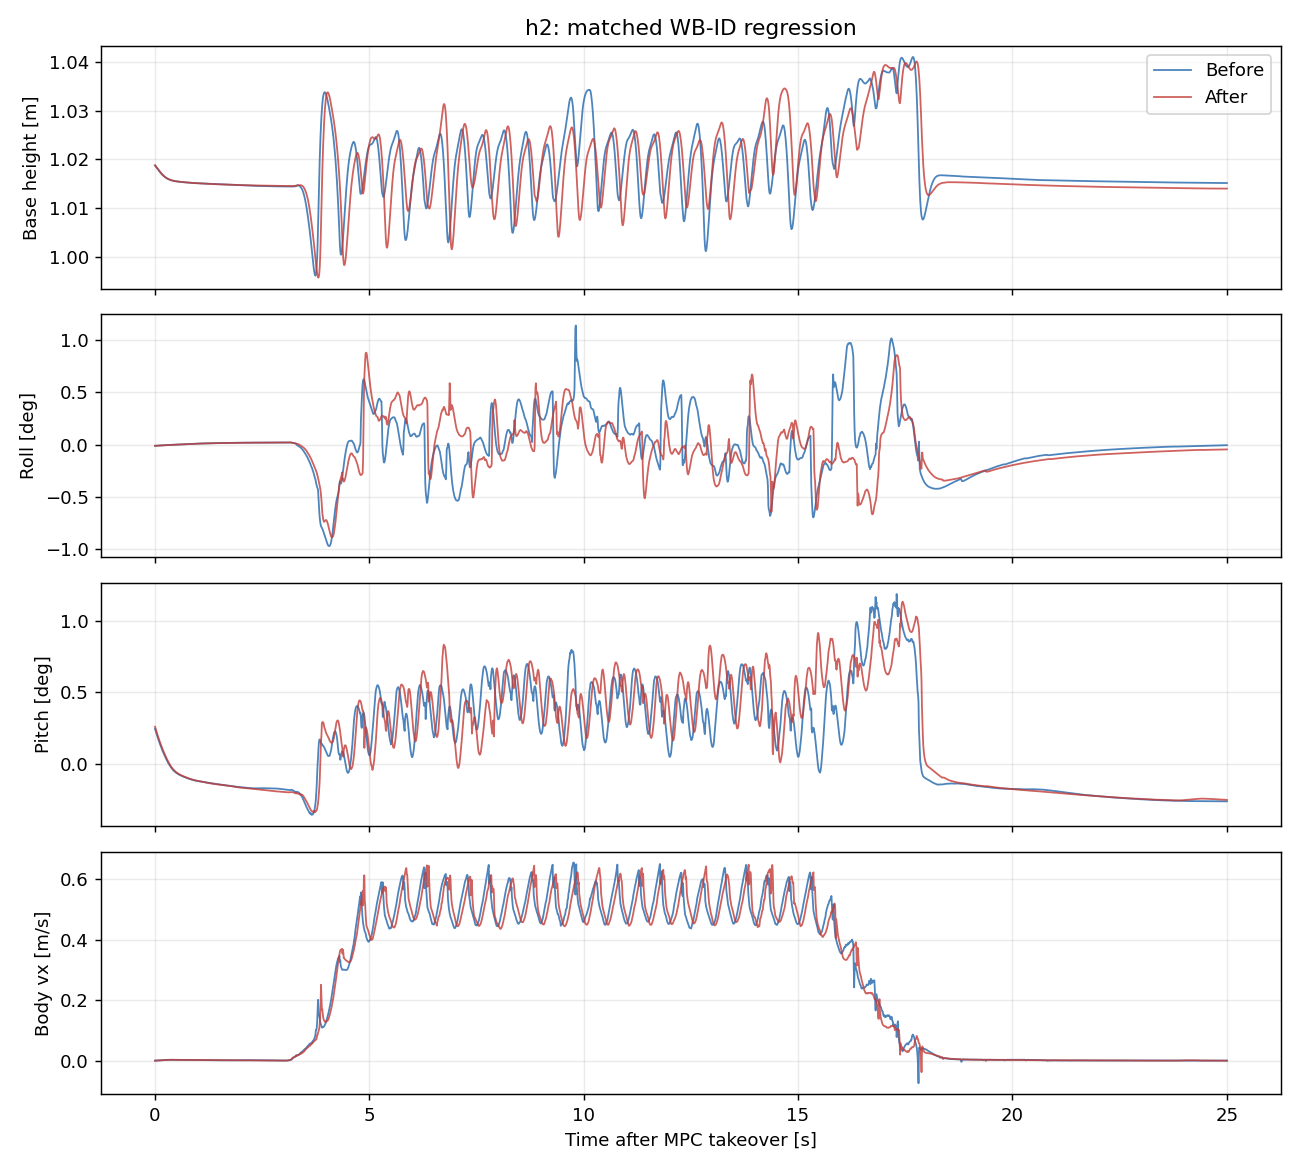 h2: matched WB-ID regression
Before
After
Base height [m]
1.04
1.03
1.02
1.01
1.00
Roll [deg]
1.0
0.5
0.0
−0.5
−1.0
Pitch [deg]
1.0
0.5
0.0
Body vx [m/s]
0.6
0.4
0.2
0.0
0
5
10
15
20
25
Time after MPC takeover [s]